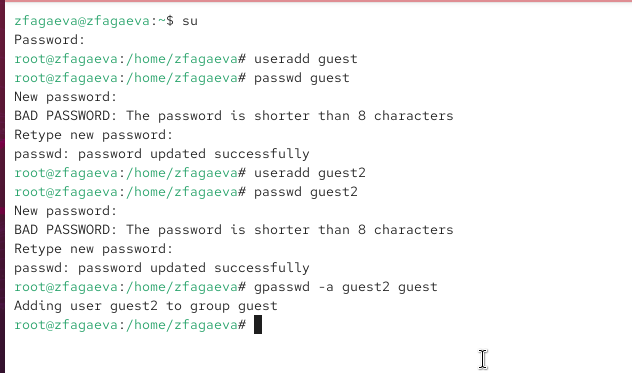 zfagaeva@zfagaeva:~$ su
Password:
root@zfagaeva:/home/zfagaeva# useradd guest
root@zfagaeva:/home/zfagaeva# passwd guest
New password:
BAD PASSWORD: The password is shorter than 8 characters
Retype new password:
passwd: password updated successfully
root@zfagaeva:/home/zfagaeva# useradd guest2
root@zfagaeva:/home/zfagaeva# passwd guest2
New password:
BAD PASSWORD: The password is shorter than 8 characters
Retype new password:
passwd: password updated successfully
root@zfagaeva:/home/zfagaeva# gpasswd -a guest2 guest
Adding user guest2 to group guest
root@zfagaeva:/home/zfagaeva#